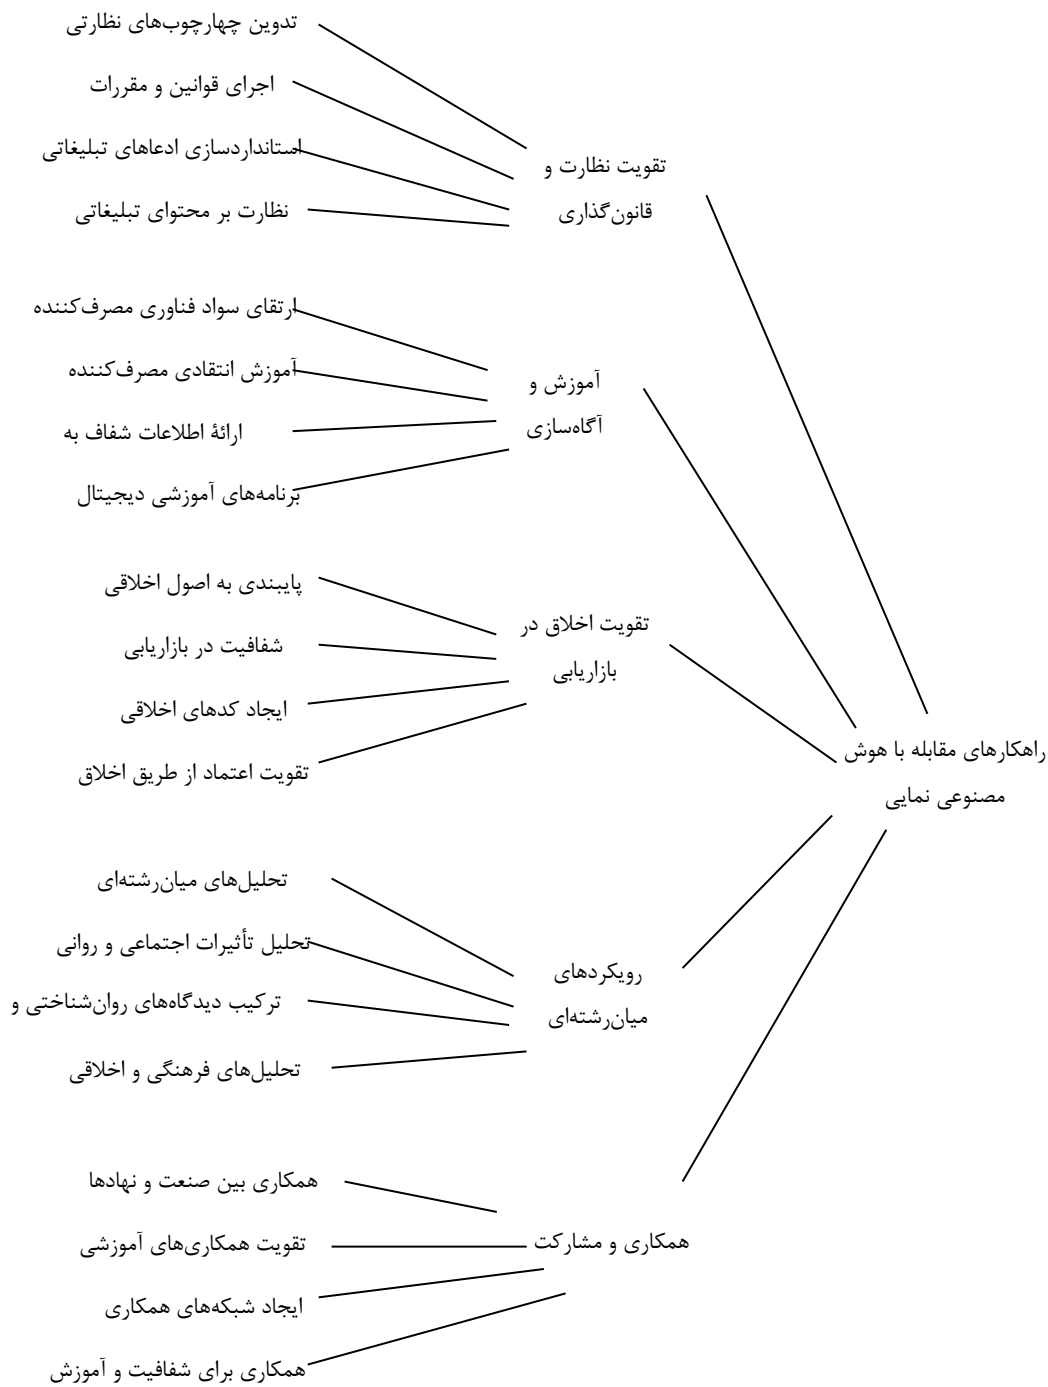 تدوین چهارچوب‌های نظارتی
اجرای قوانین و مقررات
استانداردسازی ادعاهای تبلیغاتی
نظارت بر محتوای تبلیغاتی
تقویت نظارت و
قانون‌گذاری
ارتقای سواد فناوری مصرف‌کننده
آموزش انتقادی مصرف‌کننده
ارائهٔ اطلاعات شفاف به
برنامه‌های آموزشی دیجیتال
آموزش و
آگاه‌سازی
پایبندی به اصول اخلاقی
شفافیت در بازاریابی
ایجاد کدهای اخلاقی
تقویت اعتماد از طریق اخلاق
تقویت اخلاق در
بازاریابی
راهکارهای مقابله با هوش
مصنوعی نمایی
تحلیل‌های میان‌رشته‌ای
تحلیل تأثیرات اجتماعی و روانی
ترکیب دیدگاه‌های روان‌شناختی و
تحلیل‌های فرهنگی و اخلاقی
رویکردهای
میان‌رشته‌ای
همکاری بین صنعت و نهادها
تقویت همکاری‌های آموزشی
ایجاد شبکه‌های همکاری
همکاری برای شفافیت و آموزش
همکاری و مشارکت